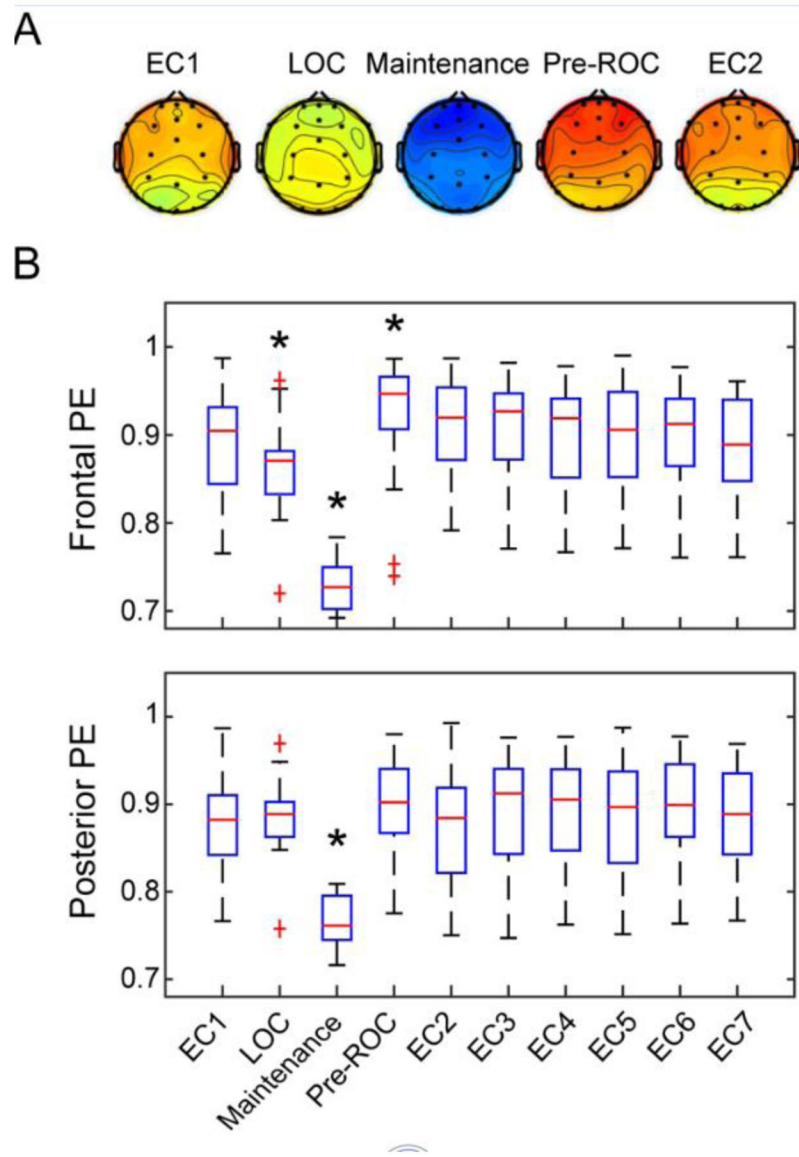 A
EC1 LOC Maintenance Pre-ROC EC2
B
Frontal PE
1
0.9
0.8
0.7
* * *
Posterior PE
1
0.9
0.8
0.7
*
EC1 LOC Maintenance Pre-ROC EC2 EC3 EC4 EC5 EC6 EC7